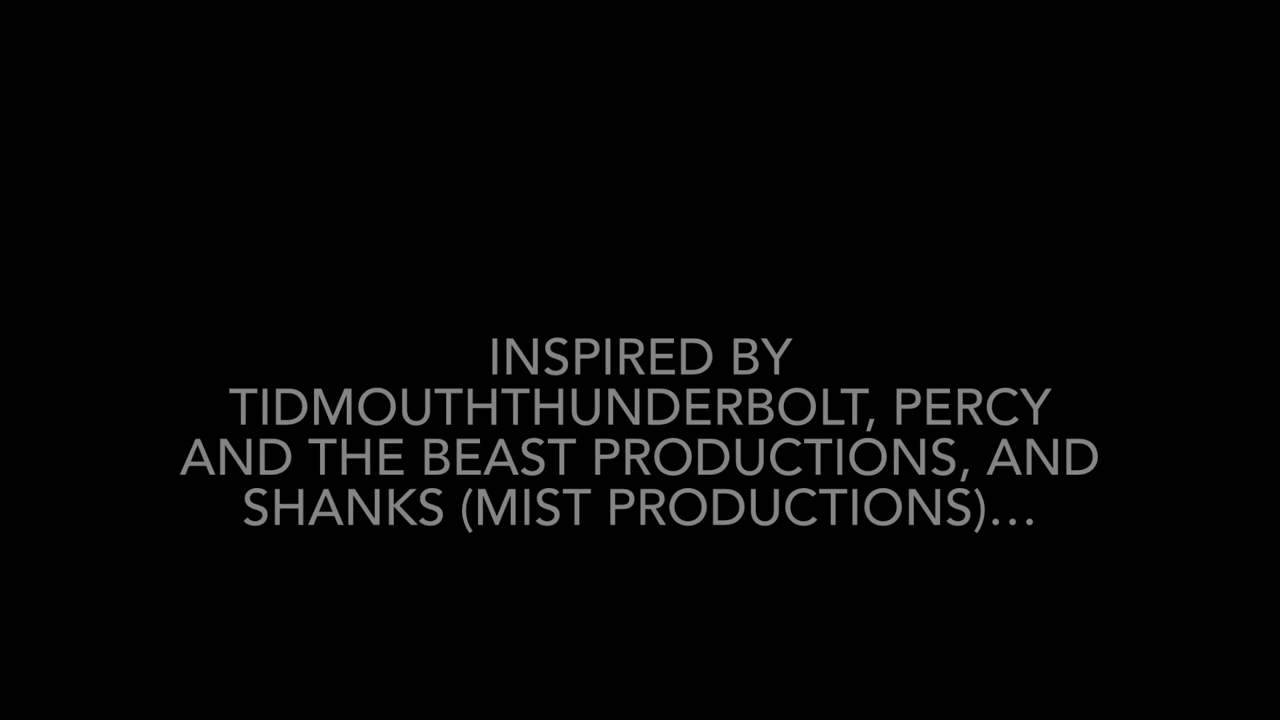 INSPIRED BY
TIDMOUTHTHUNDERBOLT, PERCY
AND THE BEAST PRODUCTIONS, AND
SHANKS (MIST PRODUCTIONS)…